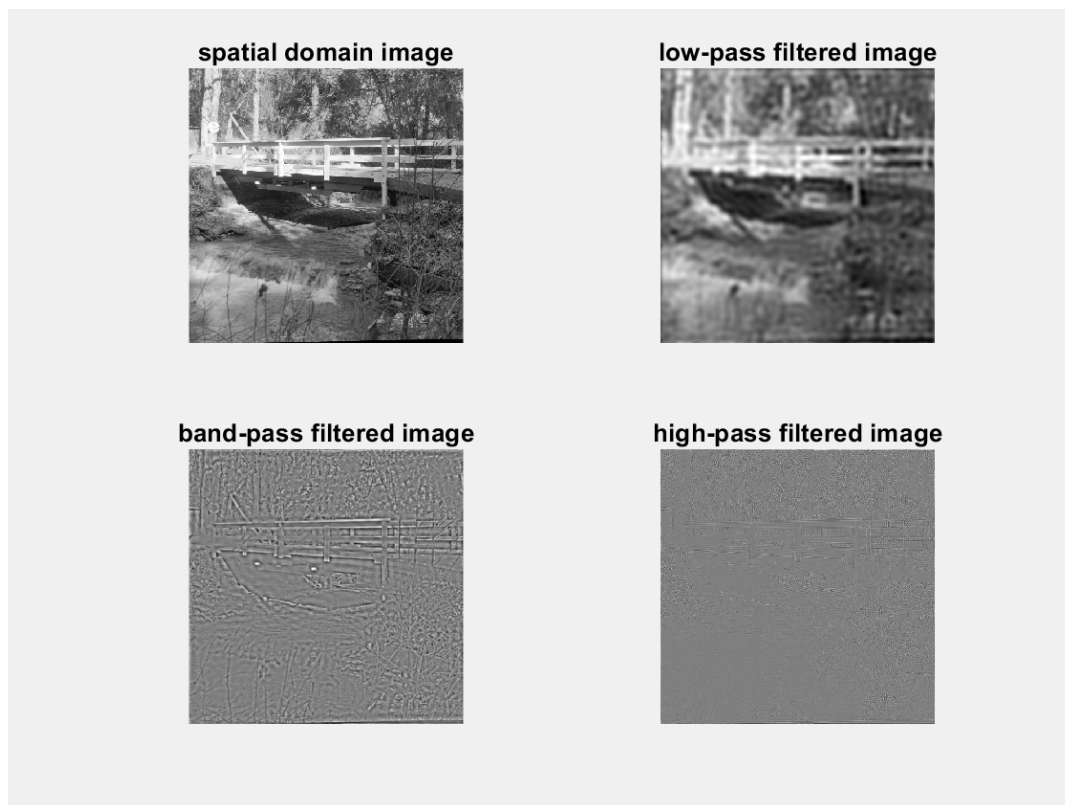 spatial domain image
low-pass filtered image
band-pass filtered image
high-pass filtered image